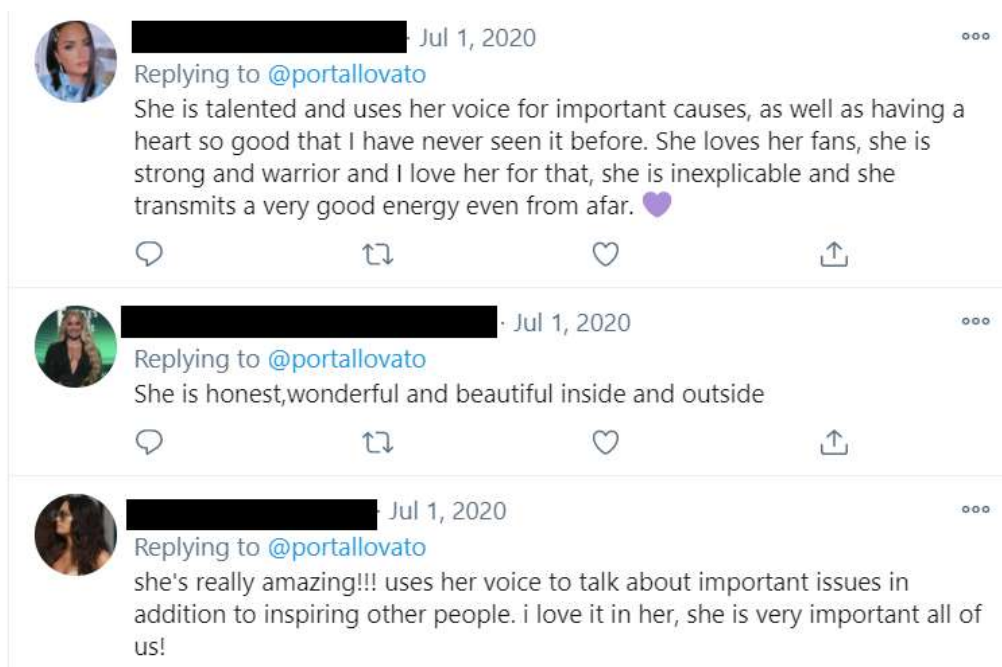 · Jul 1, 2020
Replying to @portallovato
She is talented and uses her voice for important causes, as well as having a
heart so good that I have never seen it before. She loves her fans, she is
strong and warrior and I love her for that, she is inexplicable and she
transmits a very good energy even from afar. 💜
· Jul 1, 2020
Replying to @portallovato
She is honest,wonderful and beautiful inside and outside
· Jul 1, 2020
Replying to @portallovato
she's really amazing!!! uses her voice to talk about important issues in
addition to inspiring other people. i love it in her, she is very important all of
us!